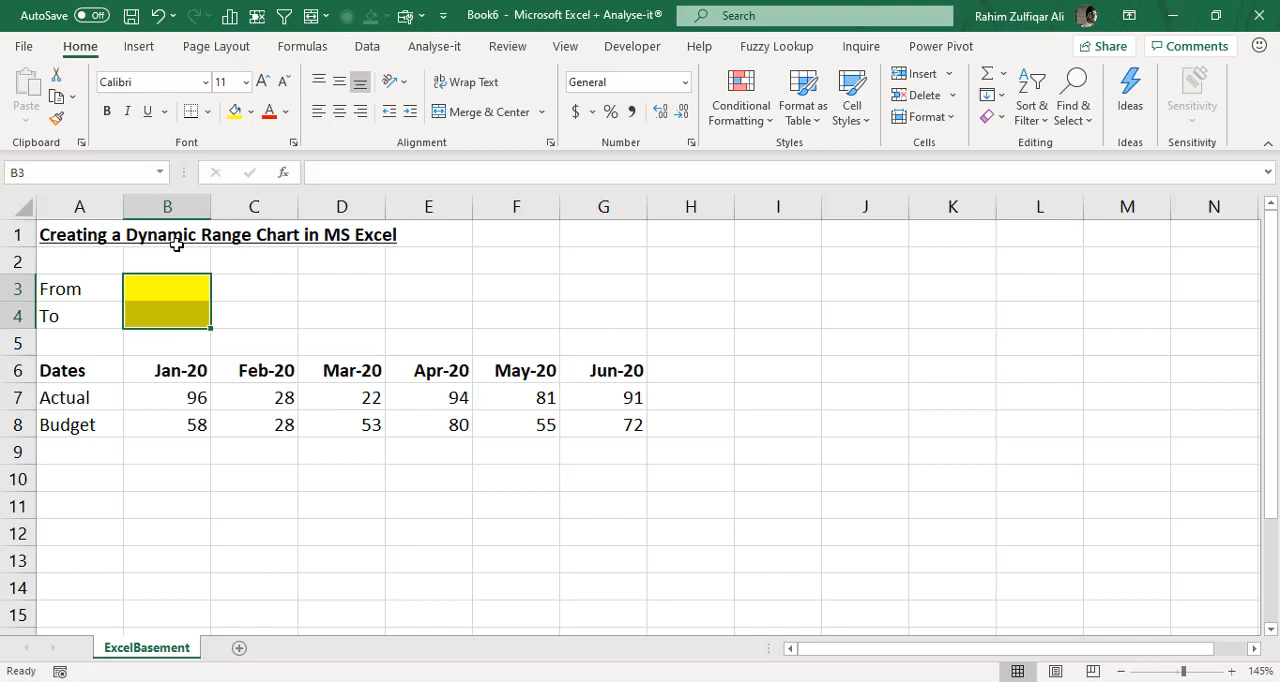 AutoSave Off Book6 - Microsoft Excel + Analyse-it® Search Rahim Zulfiqar Ali
File Home Insert Page Layout Formulas Data Analyse-it Review View Developer Help Fuzzy Lookup Inquire Power Pivot Share Comments
Paste Calibri 11 A A ab Wrap Text General Conditional Formatting Format as Table Cell Styles Insert Delete Format Sort & Filter Find & Select Ideas Sensitivity
B I U A Merge & Center $ % , .00
Clipboard Font Alignment Number Styles Cells Editing Ideas Sensitivity
B3 fx
A B C D E F G H I J K L M N
1 Creating a Dynamic Range Chart in MS Excel
2
3 From
4 To
5
6 Dates Jan-20 Feb-20 Mar-20 Apr-20 May-20 Jun-20
7 Actual 96 28 22 94 81 91
8 Budget 58 28 53 80 55 72
9
10
11
12
13
14
15
ExcelBasement
Ready 145%